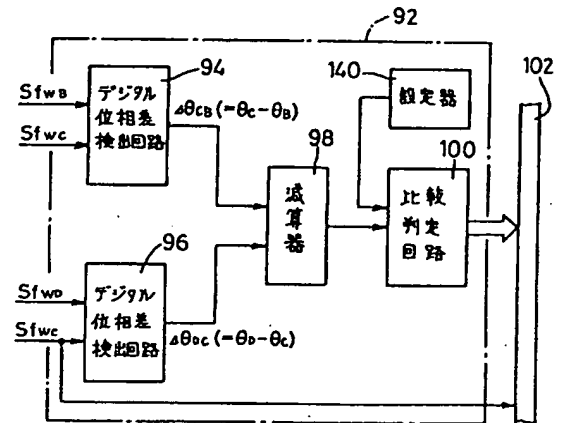 92
94
140
102
SfwB
デジタル
位相差
検出回路
ΔθCB(=θC-θB)
設定器
SfwC
98
100
減
算
器
比較
判定
回路
96
SfwD
デジタル
位相差
検出回路
SfwC
ΔθDC(=θD-θC)